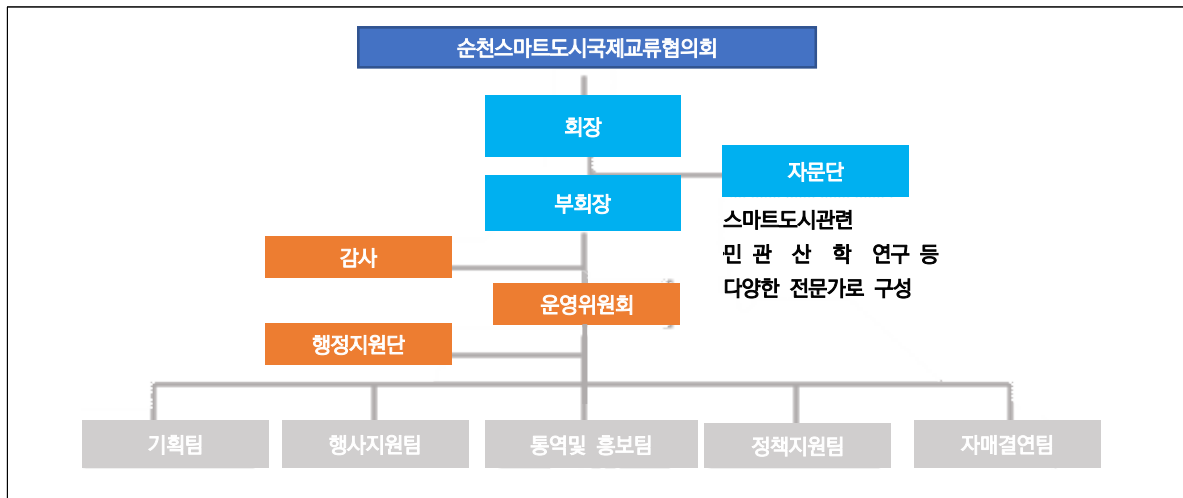 순천스마트도시국제교류협의회
회장
자문단
부회장
스마트도시관련
민 관 산 학 연구 등
다양한 전문가로 구성
감사
운영위원회
행정지원단
기획팀
행사지원팀
통역및 홍보팀
정책지원팀
자매결연팀